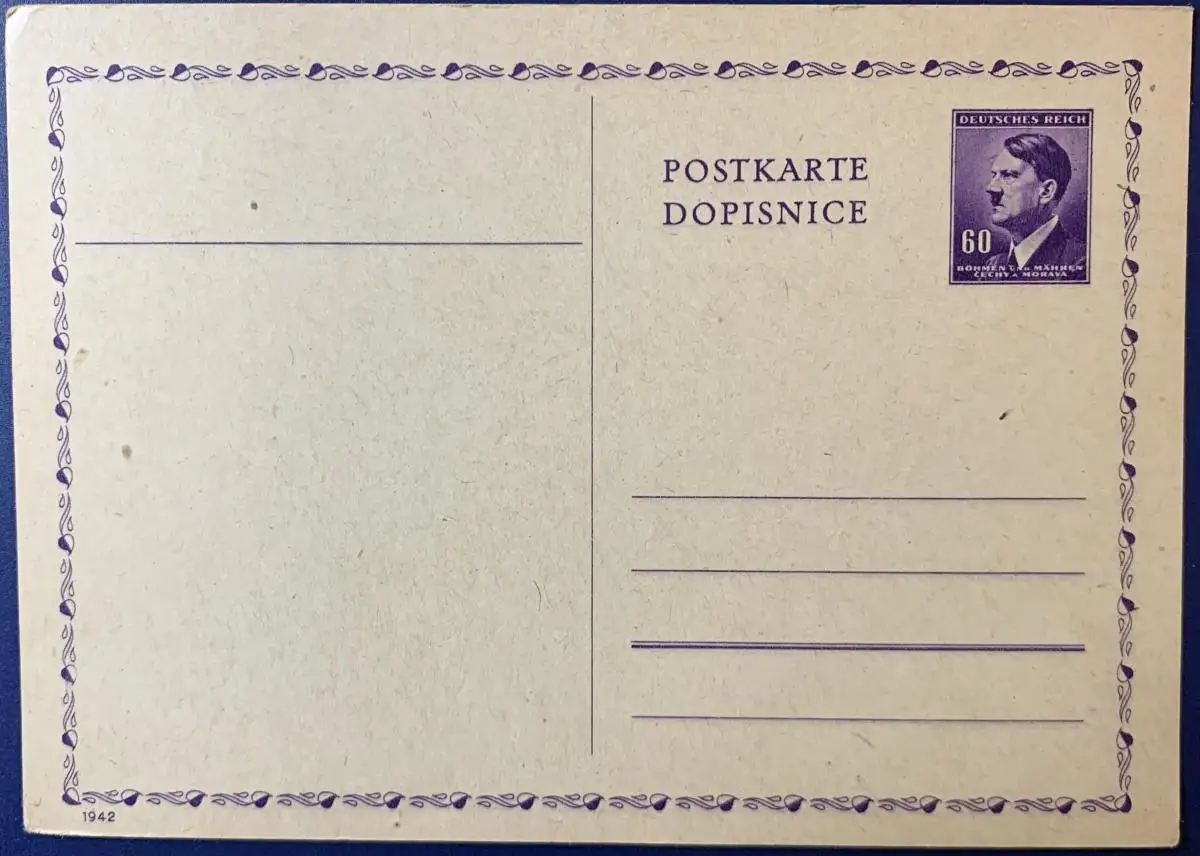 POSTKARTE
DOPISNICE
DEUTSCHES REICH
60
BÖHMEN UND MÄHREN
ČECHY A MORAVA
1942